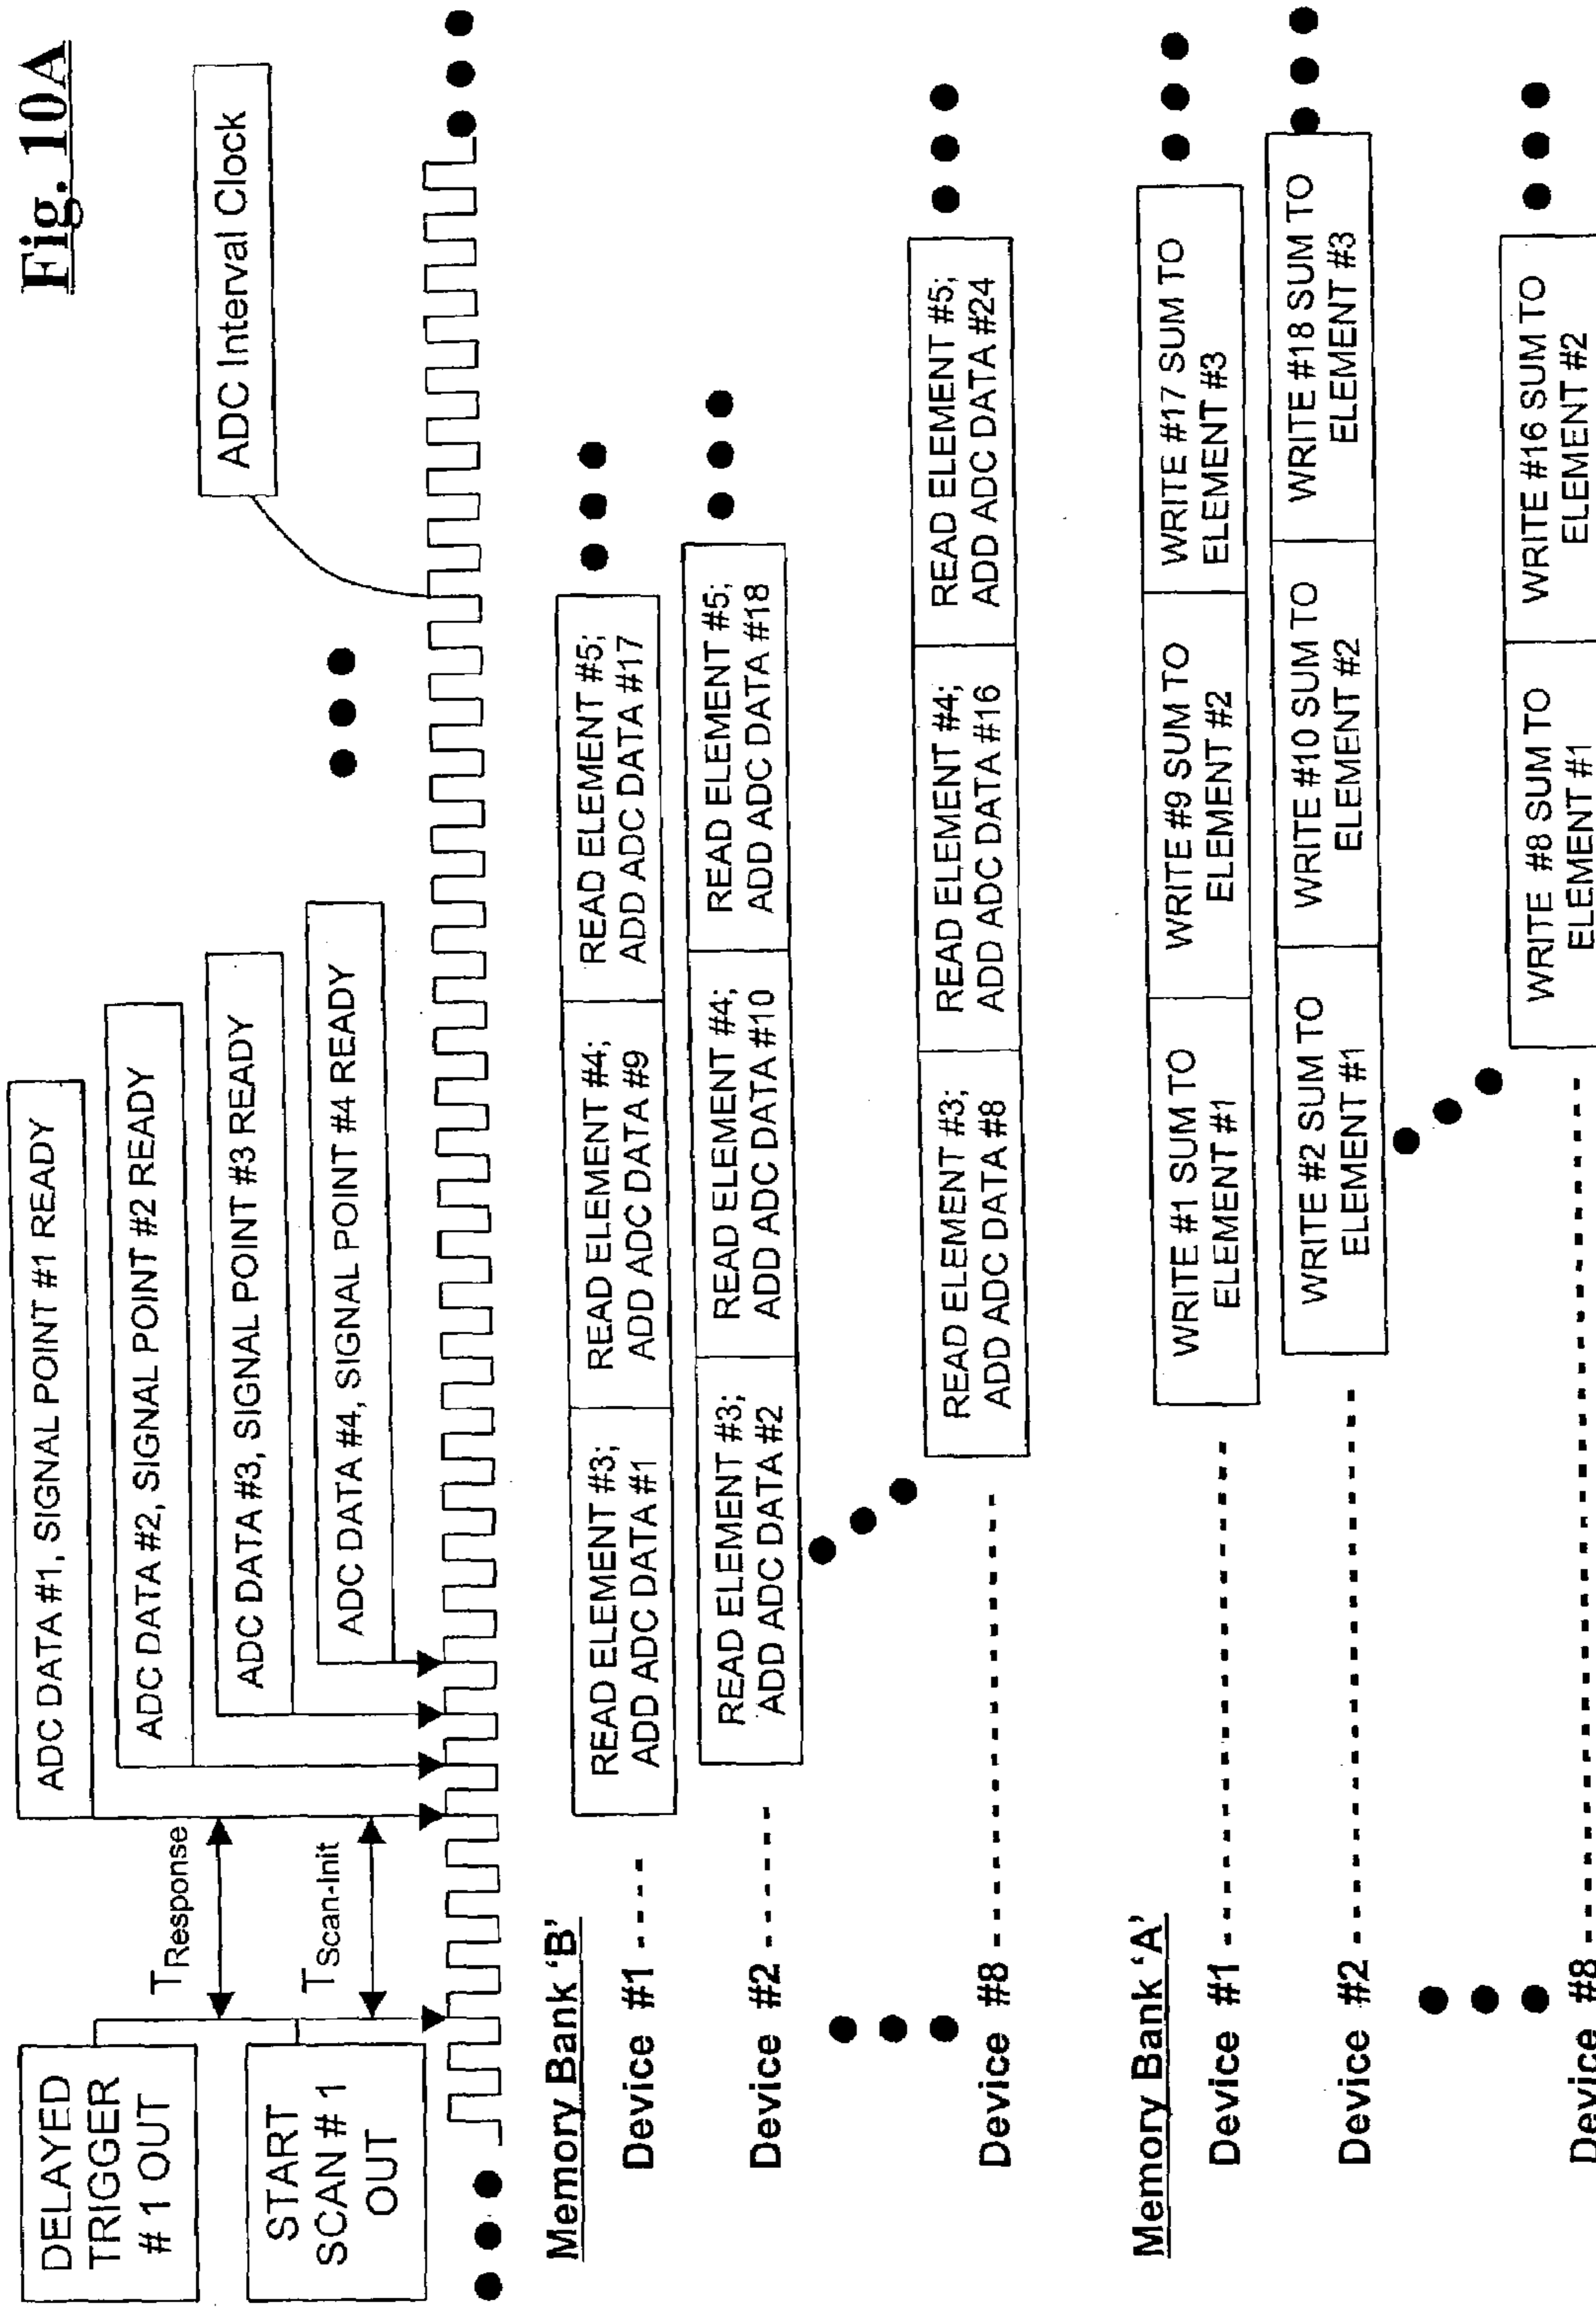 Fig. 10A
DELAYED
TRIGGER
# 1 OUT
START
SCAN # 1
OUT
TResponse
TScan-Init
ADC DATA #1, SIGNAL POINT #1 READY
ADC DATA #2, SIGNAL POINT #2 READY
ADC DATA #3, SIGNAL POINT #3 READY
ADC DATA #4, SIGNAL POINT #4 READY
ADC Interval Clock
Memory Bank 'B'
Device #1
READ ELEMENT #3;
ADD ADC DATA #1
READ ELEMENT #4;
ADD ADC DATA #9
READ ELEMENT #5;
ADD ADC DATA #17
Device #2
READ ELEMENT #3;
ADD ADC DATA #2
READ ELEMENT #4;
ADD ADC DATA #10
READ ELEMENT #5;
ADD ADC DATA #18
Device #8
READ ELEMENT #3;
ADD ADC DATA #8
READ ELEMENT #4;
ADD ADC DATA #16
READ ELEMENT #5;
ADD ADC DATA #24
Memory Bank 'A'
Device #1
WRITE #1 SUM TO
ELEMENT #1
WRITE #9 SUM TO
ELEMENT #2
WRITE #17 SUM TO
ELEMENT #3
Device #2
WRITE #2 SUM TO
ELEMENT #1
WRITE #10 SUM TO
ELEMENT #2
WRITE #18 SUM TO
ELEMENT #3
Device #8
WRITE #8 SUM TO
ELEMENT #1
WRITE #16 SUM TO
ELEMENT #2